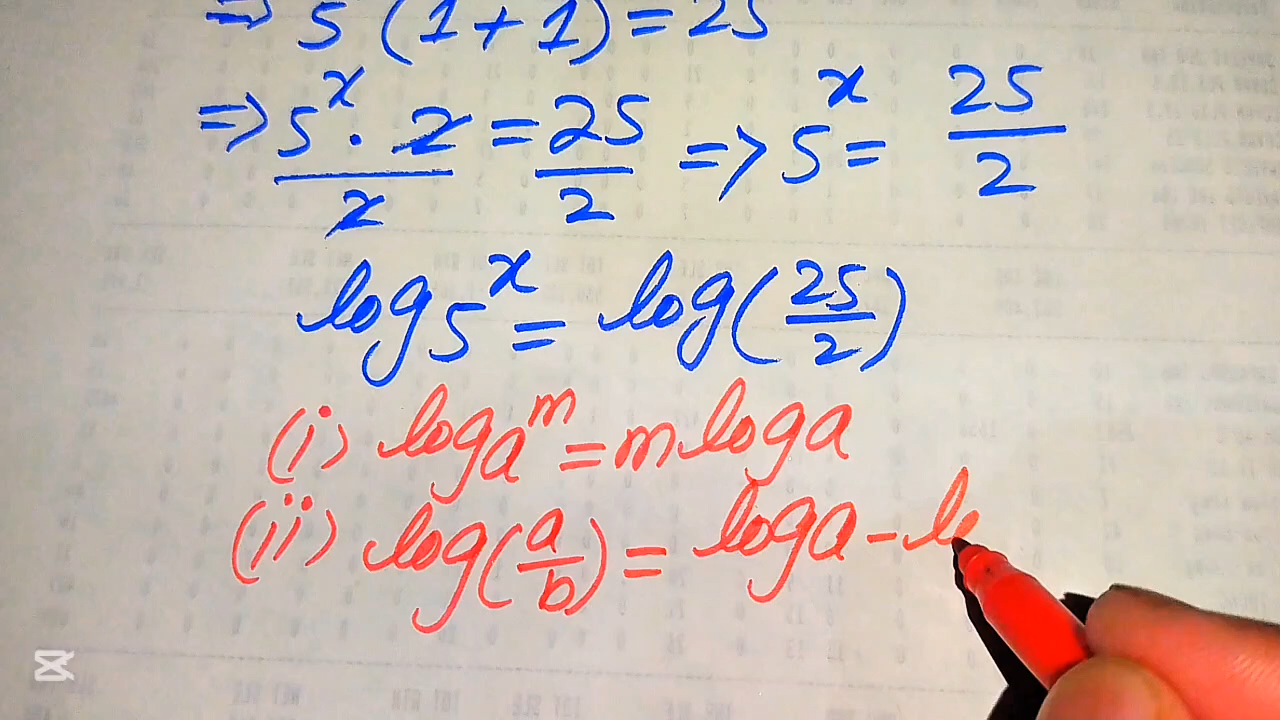 => 5 (1 + 1) = 25
=> 5^x · 2 / 2 = 25/2 => 5^x = 25/2
log 5^x = log(25/2)
(i) log a^m = m log a
(ii) log(a/b) = log a - lo